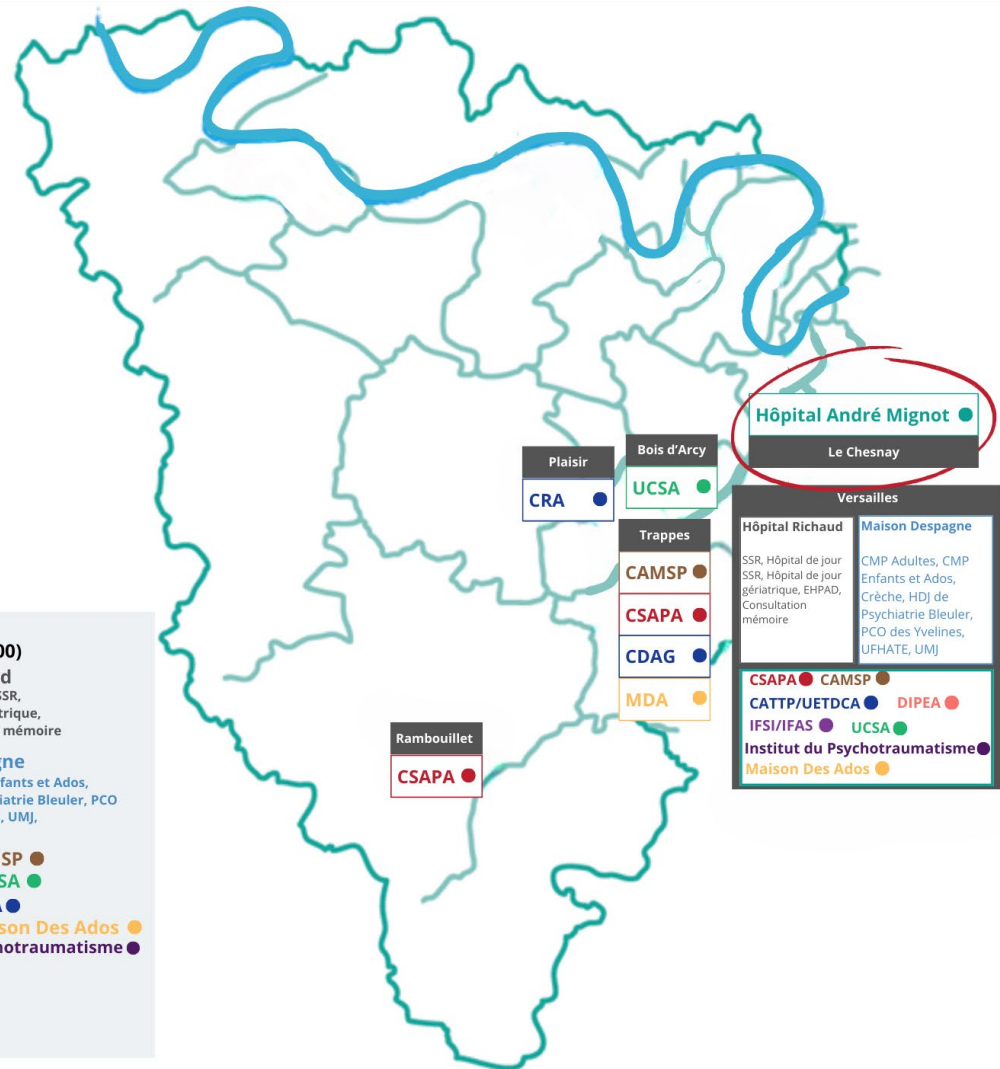 Hôpital André Mignot
Le Chesnay
Plaisir
CRA
Bois d'Arcy
UCSA
Trappes
CAMSP
CSAPA
CDAG
MDA
Versailles
Hôpital Richaud
SSR, Hôpital de jour
SSR, Hôpital de jour
gériatrique, EHPAD,
Consultation
mémoire
Maison Despagne
CMP Adultes, CMP
Enfants et Ados,
Crèche, HDJ de
Psychiatrie Bleuler,
PCO des Yvelines,
UFHATE, UMJ
CSAPA CAMSP
CATTP/UETDCA DIPEA
IFSI/IFAS UCSA
Institut du Psychotraumatisme
Maison Des Ados
Rambouillet
CSAPA
00)
d
SSR,
trique,
mémoire
gne
fants et Ados,
iatrie Bleuler, PCO
, UMJ,
SP
SA
A
son Des Ados
hotraumatisme